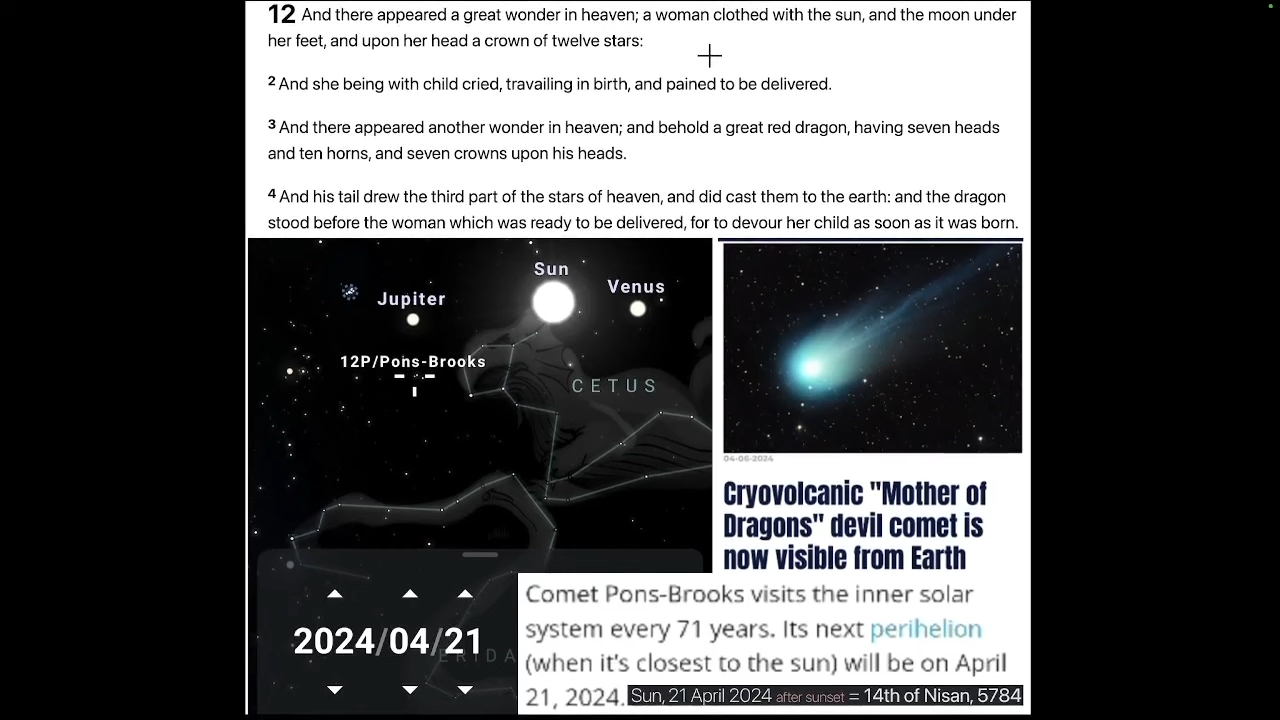 12 And there appeared a great wonder in heaven; a woman clothed with the sun, and the moon under
her feet, and upon her head a crown of twelve stars:
2 And she being with child cried, travailing in birth, and pained to be delivered.
3 And there appeared another wonder in heaven; and behold a great red dragon, having seven heads
and ten horns, and seven crowns upon his heads.
4 And his tail drew the third part of the stars of heaven, and did cast them to the earth: and the dragon
stood before the woman which was ready to be delivered, for to devour her child as soon as it was born.
Sun
Venus
Jupiter
12P/Pons-Brooks
CETUS
2024/04/21
ERIDA
04-06-2024
Cryovolcanic "Mother of
Dragons" devil comet is
now visible from Earth
Comet Pons-Brooks visits the inner solar
system every 71 years. Its next perihelion
(when it's closest to the sun) will be on April
21, 2024. Sun, 21 April 2024 after sunset = 14th of Nisan, 5784